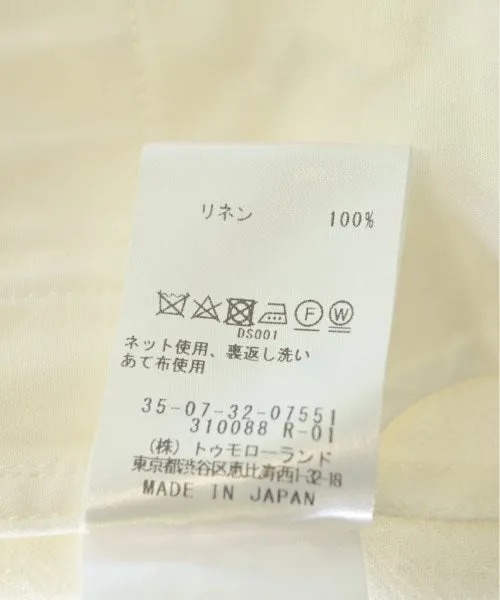 リネン 100%
F W
DS001
ネット使用、裏返し洗い
あて布使用
35-07-32-07551
310088 R-01
(株) トゥモローランド
東京都渋谷区恵比寿西1-32-18
MADE IN JAPAN